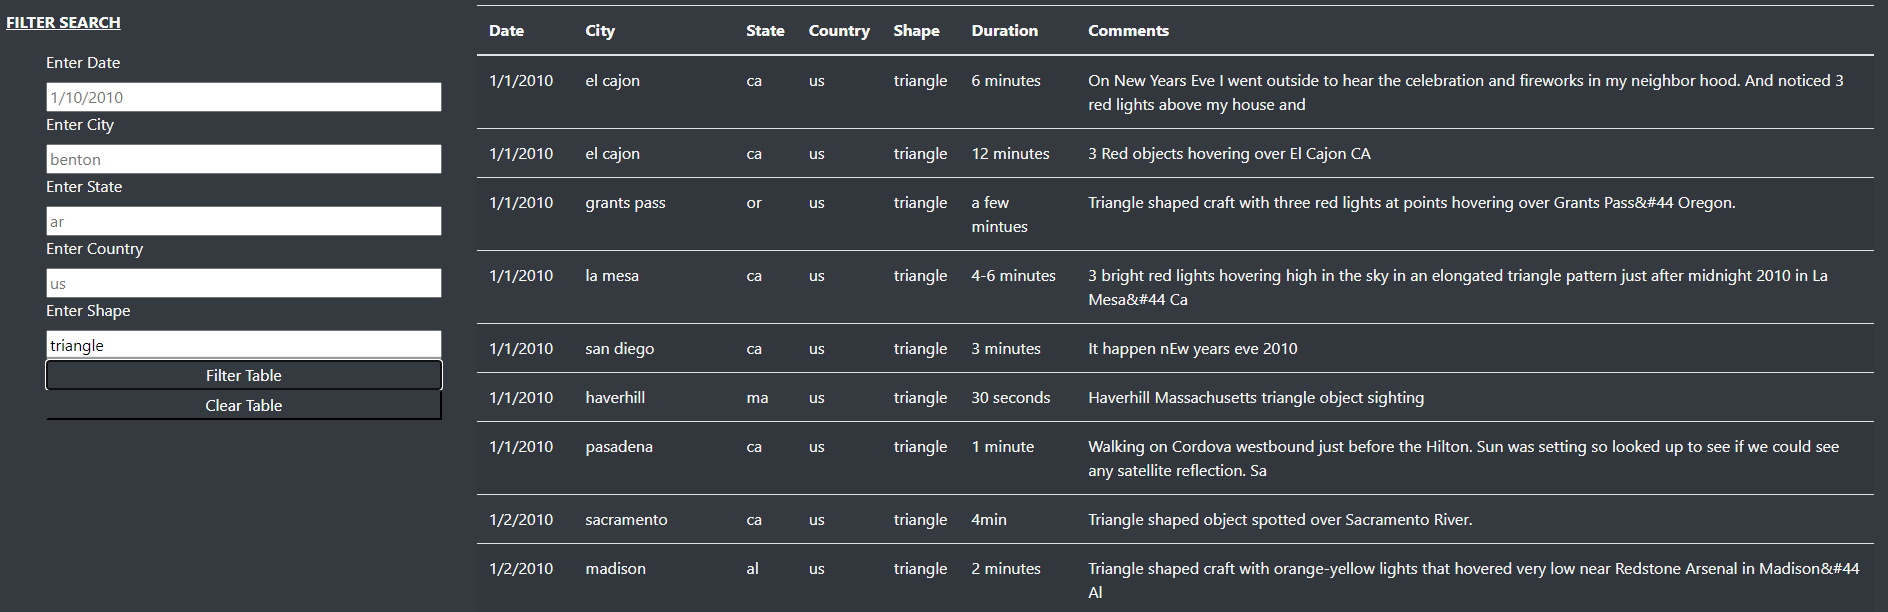 FILTER SEARCH
Enter Date
1/10/2010
Enter City
benton
Enter State
ar
Enter Country
us
Enter Shape
triangle
Filter Table
Clear Table
Date City State Country Shape Duration Comments
1/1/2010 el cajon ca us triangle 6 minutes On New Years Eve I went outside to hear the celebration and fireworks in my neighbor hood. And noticed 3
red lights above my house and
1/1/2010 el cajon ca us triangle 12 minutes 3 Red objects hovering over El Cajon CA
1/1/2010 grants pass or us triangle a few Triangle shaped craft with three red lights at points hovering over Grants Pass&#44 Oregon.
mintues
1/1/2010 la mesa ca us triangle 4-6 minutes 3 bright red lights hovering high in the sky in an elongated triangle pattern just after midnight 2010 in La
Mesa&#44 Ca
1/1/2010 san diego ca us triangle 3 minutes It happen nEw years eve 2010
1/1/2010 haverhill ma us triangle 30 seconds Haverhill Massachusetts triangle object sighting
1/1/2010 pasadena ca us triangle 1 minute Walking on Cordova westbound just before the Hilton. Sun was setting so looked up to see if we could see
any satellite reflection. Sa
1/2/2010 sacramento ca us triangle 4min Triangle shaped object spotted over Sacramento River.
1/2/2010 madison al us triangle 2 minutes Triangle shaped craft with orange-yellow lights that hovered very low near Redstone Arsenal in Madison&#44
Al